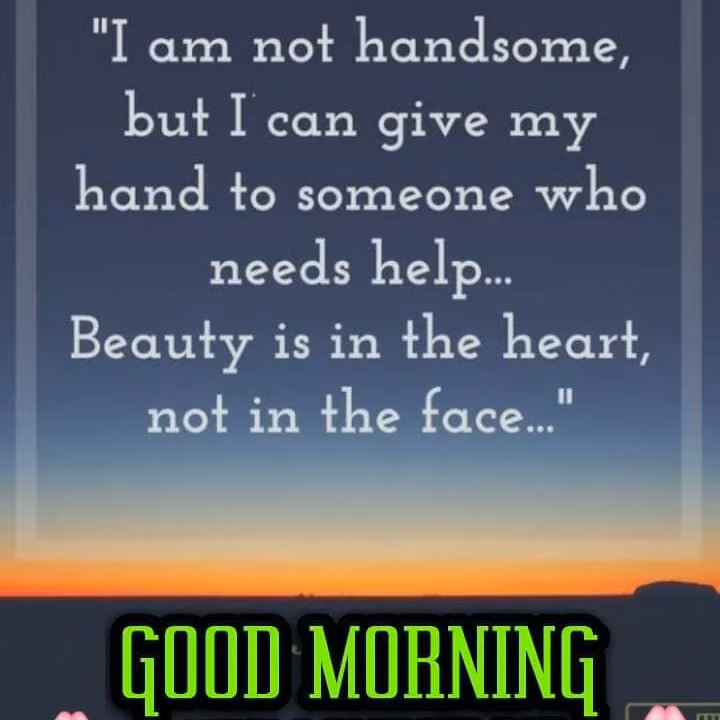 "I am not handsome,
but I can give my
hand to someone who
needs help...
Beauty is in the heart,
not in the face..."
GOOD MORNING